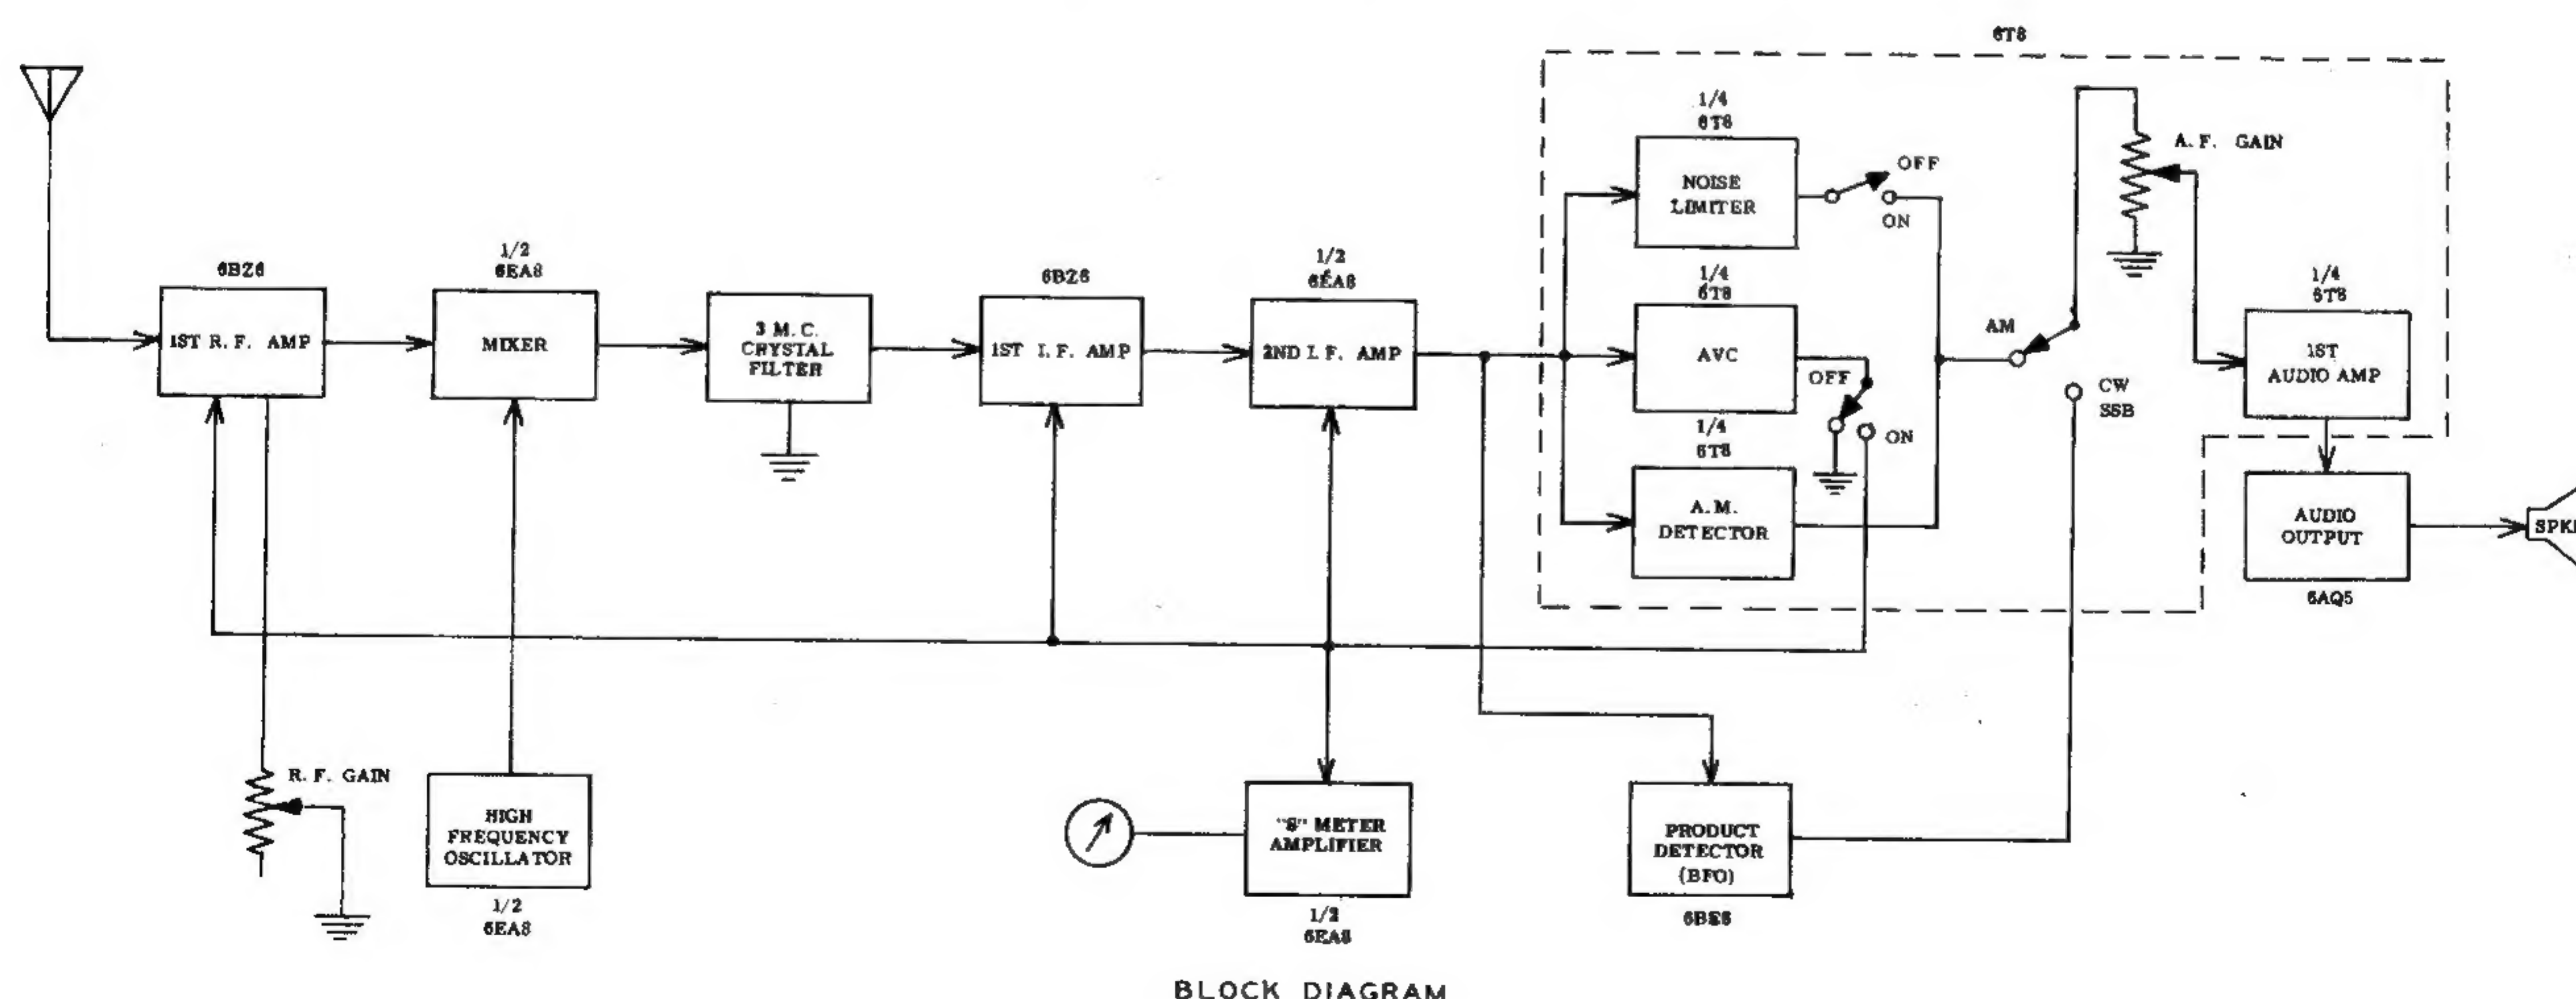 6T8
1/4
6T8
NOISE
LIMITER
OFF
ON
A.F. GAIN
6BZ6
1ST R.F. AMP
1/2
6EA8
MIXER
3 M.C.
CRYSTAL
FILTER
6BZ6
1ST I.F. AMP
1/2
6EA8
2ND I.F. AMP
1/4
6T8
AVC
OFF
ON
1/4
6T8
A.M.
DETECTOR
AM
CW
SSB
1/4
6T8
1ST
AUDIO AMP
AUDIO
OUTPUT
6AQ5
R.F. GAIN
HIGH
FREQUENCY
OSCILLATOR
1/2
6EA8
"S" METER
AMPLIFIER
1/2
6EA8
PRODUCT
DETECTOR
(BFO)
6BE6
BLOCK DIAGRAM